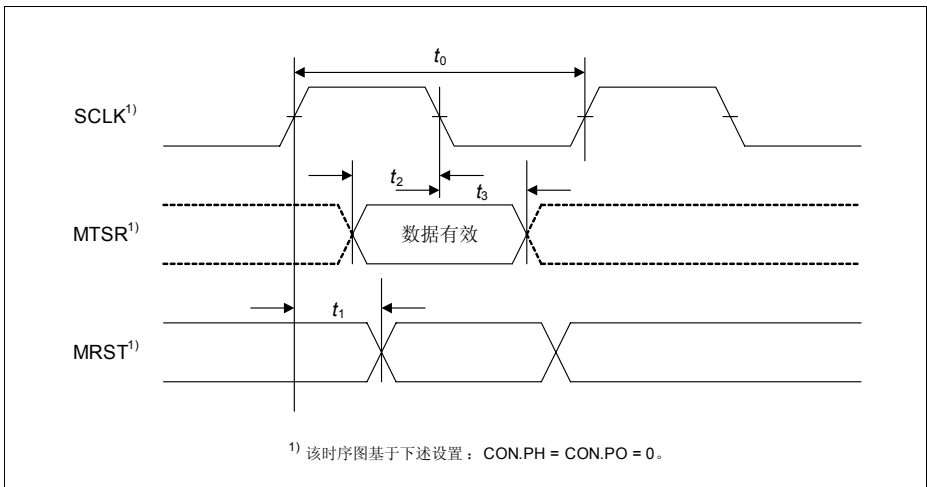 t0
SCLK1)
t2
t3
MTSR1)
数据有效
t1
MRST1)
1) 该时序图基于下述设置： CON.PH = CON.PO = 0。